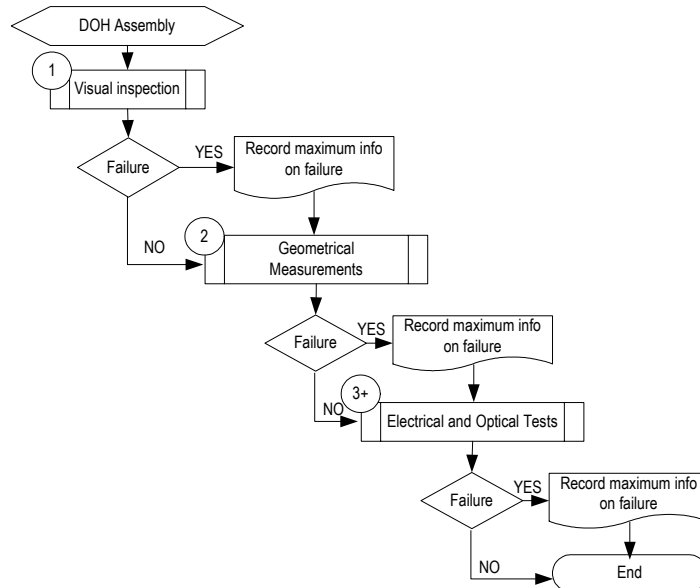 DOH Assembly
1
Visual inspection
Failure
YES
Record maximum info
on failure
NO
2
Geometrical
Measurements
Failure
YES
Record maximum info
on failure
NO
3+
Electrical and Optical Tests
Failure
YES
Record maximum info
on failure
NO
End